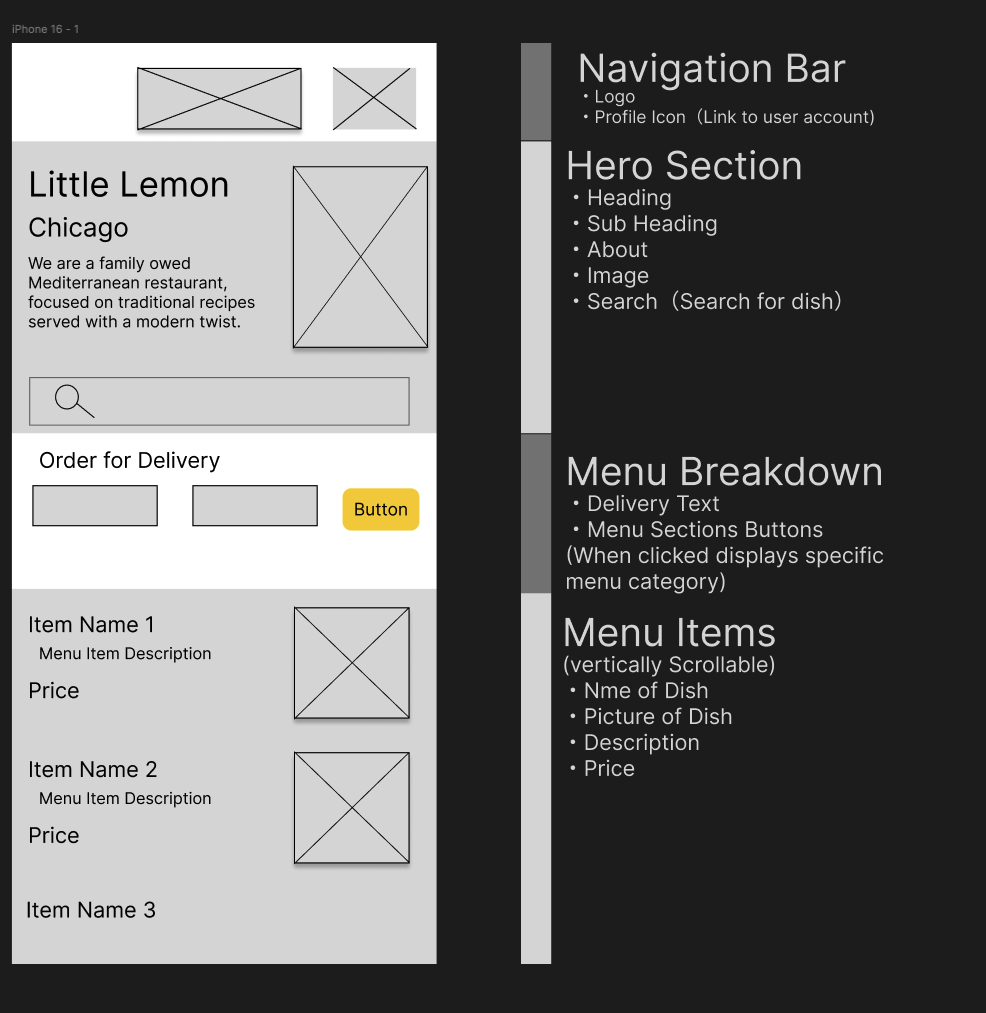 iPhone 16 - 1
Little Lemon
Chicago
We are a family owed
Mediterranean restaurant,
focused on traditional recipes
served with a modern twist.
Order for Delivery
Button
Item Name 1
Menu Item Description
Price
Item Name 2
Menu Item Description
Price
Item Name 3
Navigation Bar
・Logo
・Profile Icon（Link to user account)
Hero Section
・Heading
・Sub Heading
・About
・Image
・Search（Search for dish）
Menu Breakdown
・Delivery Text
・Menu Sections Buttons
(When clicked displays specific
menu category)
Menu Items
(vertically Scrollable)
・Nme of Dish
・Picture of Dish
・Description
・Price